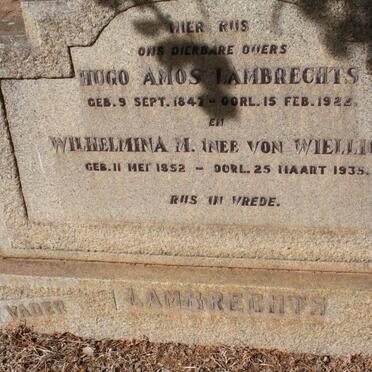 HIER RUS
ONS DIERBARE OUERS
HUGO AMOS LAMBRECHTS
GEB. 9 SEPT. 1847 - OORL. 15 FEB. 1922.
EN
WILHELMINA M. (NEE VON WIELLI
GEB. 11 MEI 1852 - OORL. 25 MAART 1935.
RUS IN VREDE.
VADER LAMBRECHTS